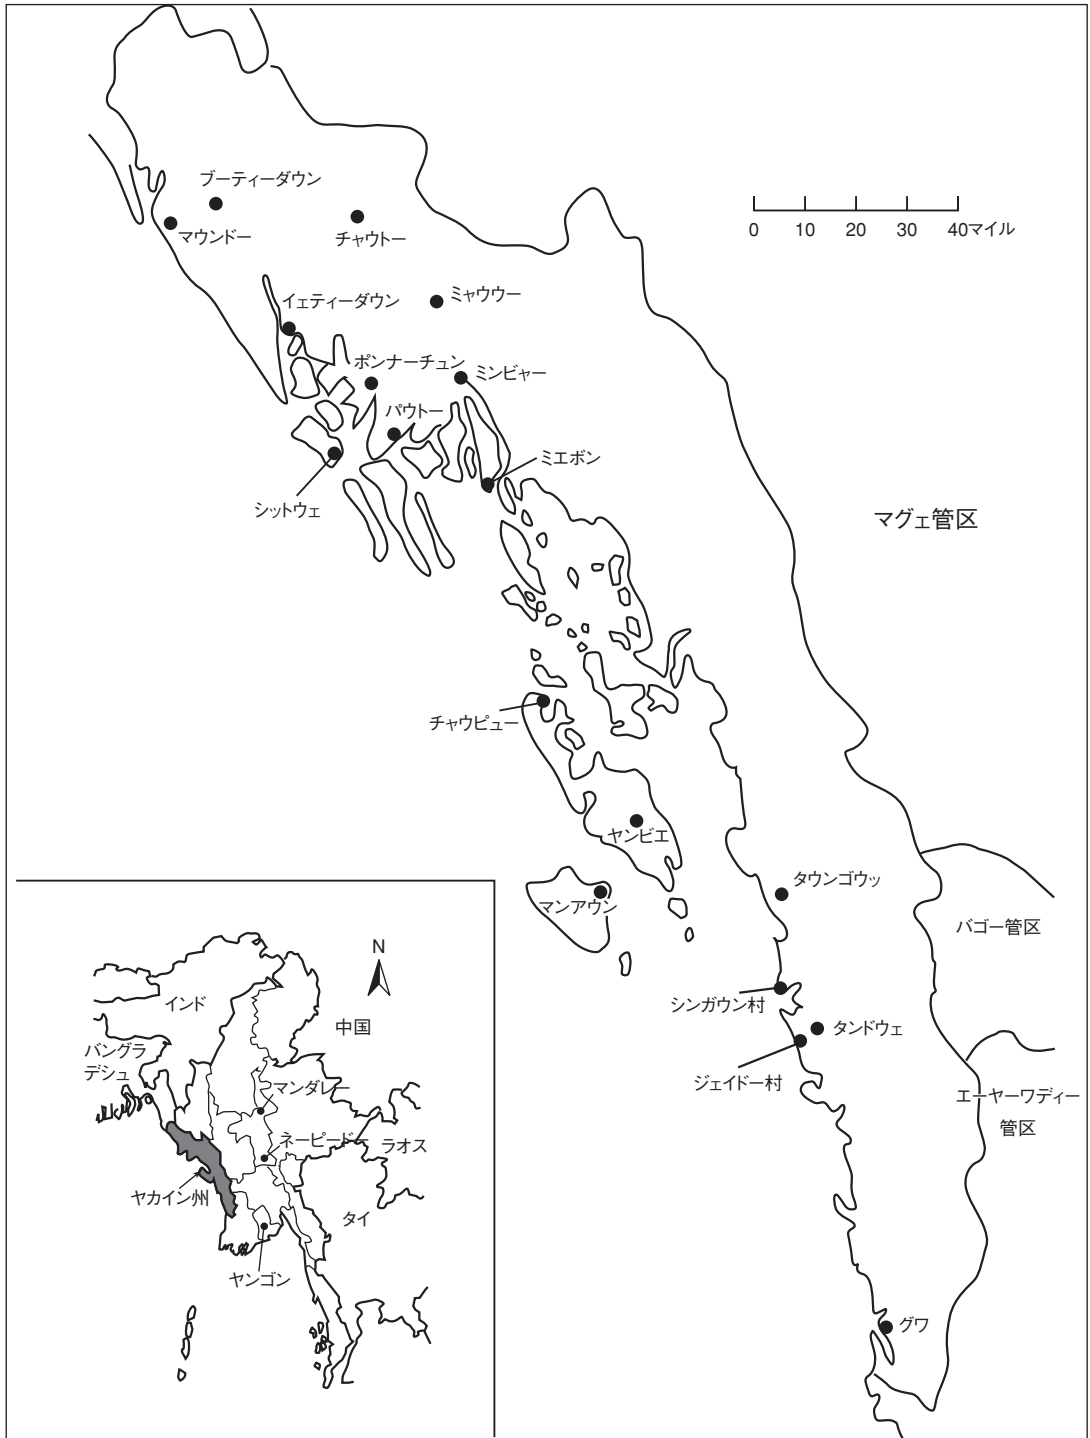 ブーティーダウン
マウンドー
チャウトー
0 10 20 30 40マイル
イェティーダウン
ミャウウー
ポンナーチュン
ミンビャー
パウトー
ミエボン
シットウェ
マグェ管区
チャウピュー
ヤンビエ
タウンゴウッ
マンアウン
バゴー管区
シンガウン村
タンドウェ
ジェイドー村
エーヤーワディー
管区
グワ
N
インド
中国
バングラ
デシュ
マンダレー
ネーピードー
ラオス
ヤカイン州
タイ
ヤンゴン